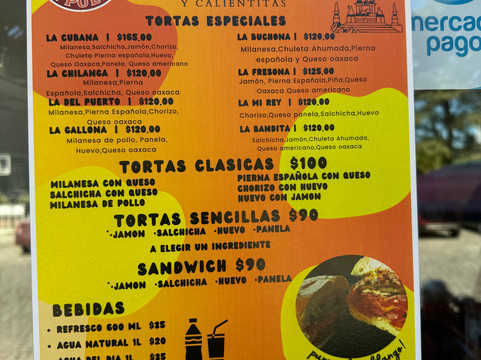 PUE
Y CALIENTITAS
TORTAS ESPECIALES
LA CUBANA | $165,00
Milanesa,Salchicha,Jamón,Chorizo,
Chuleta Pierna español,Huevo,
Queso Oaxaca,Panela, Queso americano
LA CHILANGA | $120,00
Milanesa,Pierna
Española,Salchicha, Queso oaxaca
LA DEL PUERTO | $120,00
Milanesa,Pierna Española,Chorizo,
Queso oaxaca
LA GALLONA | $120,00
Milanesa de pollo, Panela,
Huevo,Queso Oaxaca
LA BUCHONA | $120,00
Milanesa,Chuleta Ahumada,Pierna
española y Queso oaxaca
LA FRESONA | $125,00
Jamón, Pierna Española,Piña,Queso
Oaxaca Queso americano
LA MI REY | $120,00
Chorizo,Queso panela,Salchicha,Huevo
LA BANDITA | $120,00
Salchicha,Jamón,Chuleta Ahumada,
Queso americano,Queso oaxaca
TORTAS CLASICAS $100
MILANESA CON QUESO
SALCHICHA CON QUESO
MILANESA DE POLLO
PIERNA ESPAÑOLA CON QUESO
CHORIZO CON HUEVO
HUEVO CON JAMON
TORTAS SENCILLAS $90
·JAMON ·SALCHICHA ·HUEVO ·PANELA
A ELEGIR UN INGREDIENTE
SANDWICH $90
·JAMON ·SALCHICHA ·HUEVO ·PANELA
BEBIDAS
• REFRESCO 600 ML $35
• AGUA NATURAL 1L $20
• AGUA DEL DIA 1L $35
mercado
pago